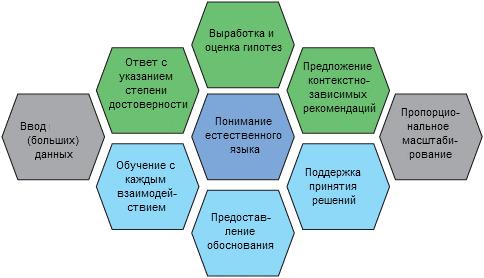 Выработка и
оценка гипотез
Ответ с
указанием
степени
достоверности
Предложение
контекстно-
зависимых
рекомендаций
Ввод
(больших)
данных
Понимание
естественного
языка
Пропорцио-
нальное
масштаби-
рование
Обучение с
каждым
взаимодей-
ствием
Поддержка
принятия
решений
Предостав-
ление
обоснования